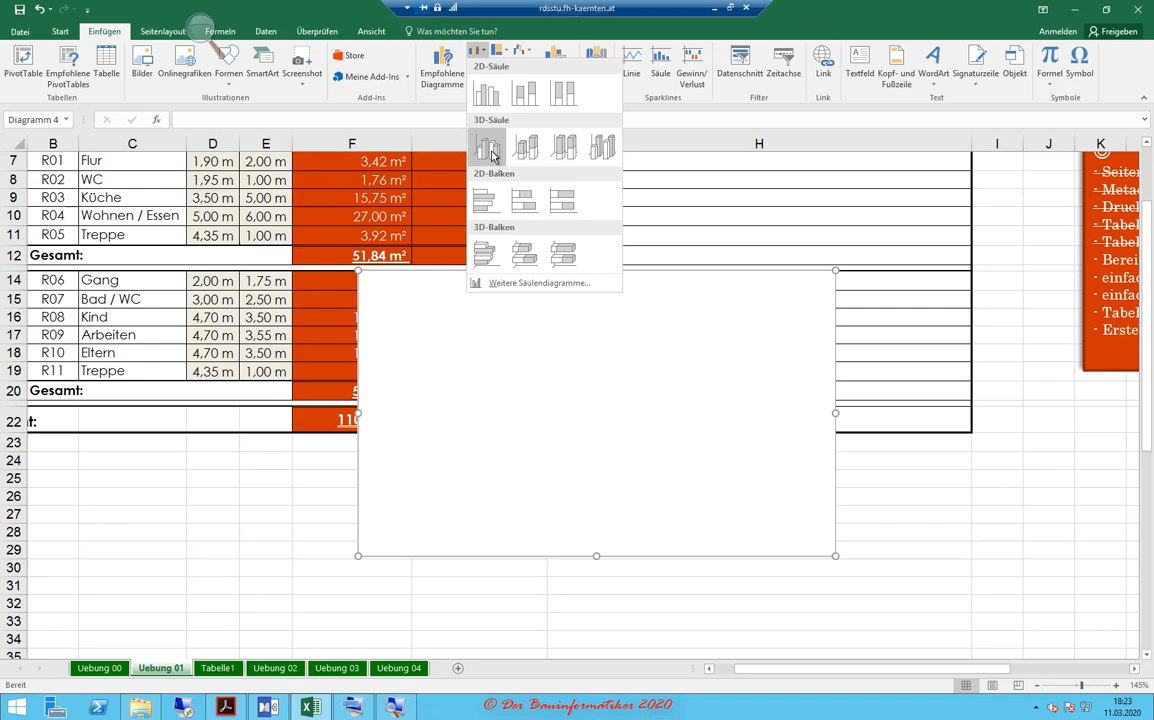 rdsstu.fh-kaernten.at
Datei Start Einfügen Seitenlayout Formeln Daten Überprüfen Ansicht Was möchten Sie tun? Anmelden Freigeben
PivotTable Empfohlene PivotTables Tabelle Bilder Onlinegrafiken Formen SmartArt Screenshot Store Meine Add-Ins Empfohlene Diagramme Linie Säule Gewinn/Verlust Datenschnitt Zeitachse Link Textfeld Kopf- und Fußzeile WordArt Signaturzeile Objekt Formel Symbol
Tabellen Illustrationen Add-Ins Sparklines Filter Link Text Symbole
2D-Säule
3D-Säule
2D-Balken
3D-Balken
Weitere Säulendiagramme...
Diagramm 4
B C D E F H I J K
7 R01 Flur 1,90 m 2,00 m 3,42 m²
8 R02 WC 1,95 m 1,00 m 1,76 m²
9 R03 Küche 3,50 m 5,00 m 15,75 m²
10 R04 Wohnen / Essen 5,00 m 6,00 m 27,00 m²
11 R05 Treppe 4,35 m 1,00 m 3,92 m²
12 Gesamt: 51,84 m²
14 R06 Gang 2,00 m 1,75 m
15 R07 Bad / WC 3,00 m 2,50 m
16 R08 Kind 4,70 m 3,50 m 1
17 R09 Arbeiten 4,70 m 3,55 m 1
18 R10 Eltern 4,70 m 3,50 m 1
19 R11 Treppe 4,35 m 1,00 m
20 Gesamt: 5
22 t: 110
23
24
25
26
27
28
29
30
31
32
33
34
35
- Seiten
- Metad
- Druck
- Tabel
- Tabel
- Berei
- einfac
- einfac
- Tabel
- Erste
Uebung 00 Uebung 01 Tabelle1 Uebung 02 Uebung 03 Uebung 04
Bereit 145%
© Der Bauinformatiker 2020
18:23
11.03.2020